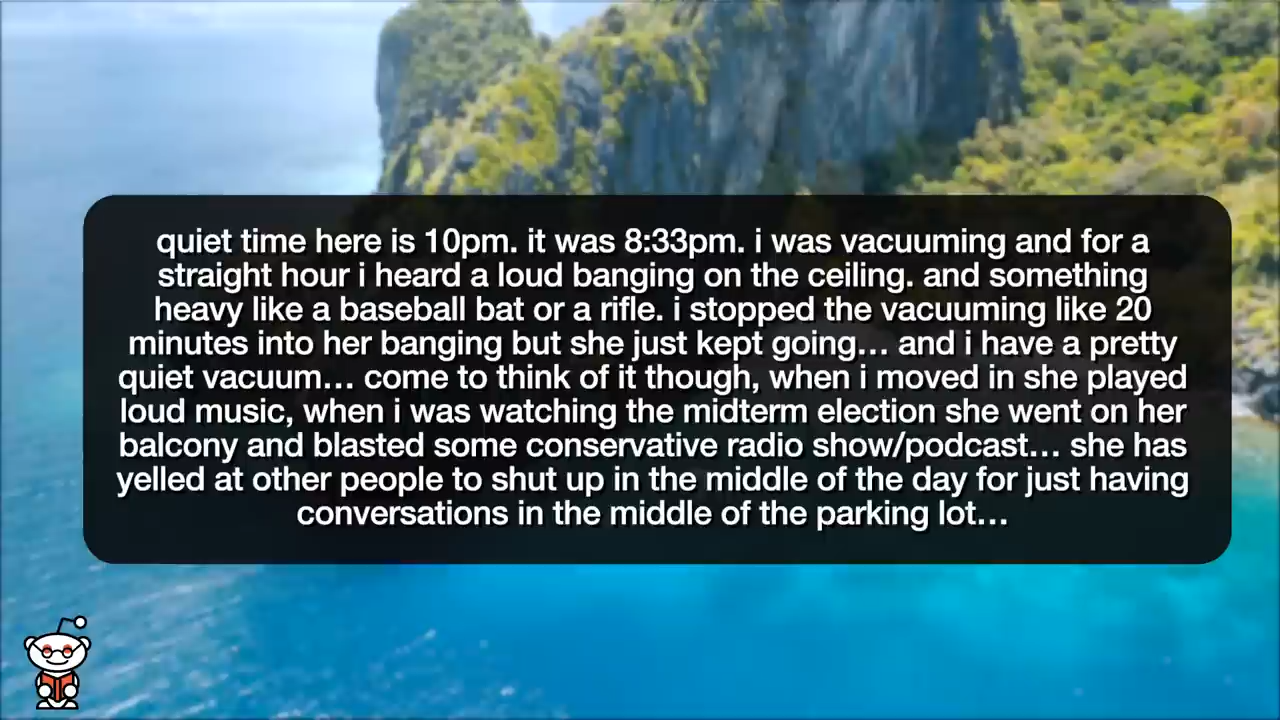 quiet time here is 10pm. it was 8:33pm. i was vacuuming and for a
straight hour i heard a loud banging on the ceiling. and something
heavy like a baseball bat or a rifle. i stopped the vacuuming like 20
minutes into her banging but she just kept going… and i have a pretty
quiet vacuum… come to think of it though, when i moved in she played
loud music, when i was watching the midterm election she went on her
balcony and blasted some conservative radio show/podcast… she has
yelled at other people to shut up in the middle of the day for just having
conversations in the middle of the parking lot…